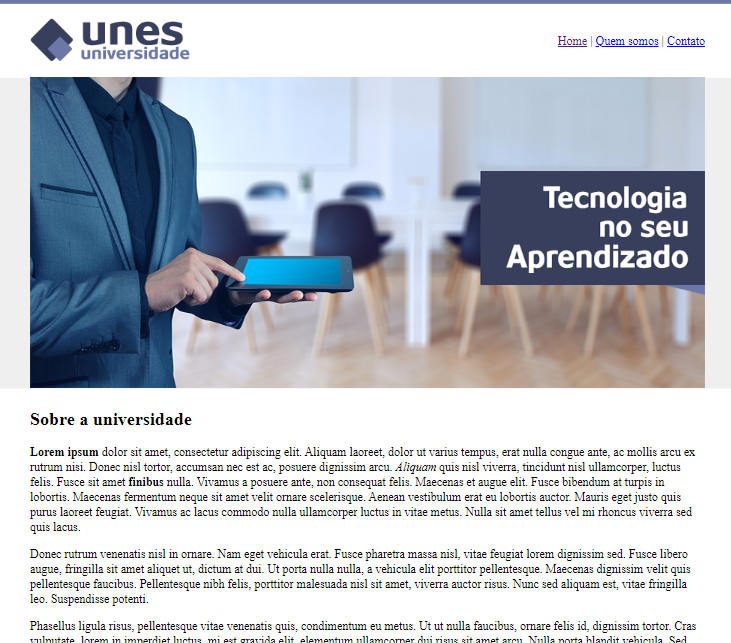 unes
universidade
Home | Quem somos | Contato
Tecnologia
no seu
Aprendizado
Sobre a universidade
Lorem ipsum dolor sit amet, consectetur adipiscing elit. Aliquam laoreet, dolor ut varius tempus, erat nulla congue ante, ac mollis arcu ex
rutrum nisi. Donec nisl tortor, accumsan nec est ac, posuere dignissim arcu. Aliquam quis nisl viverra, tincidunt nisl ullamcorper, luctus
felis. Fusce sit amet finibus nulla. Vivamus a posuere ante, non consequat felis. Maecenas et augue elit. Fusce bibendum at turpis in
lobortis. Maecenas fermentum neque sit amet velit ornare scelerisque. Aenean vestibulum erat eu lobortis auctor. Mauris eget justo quis
purus laoreet feugiat. Vivamus ac lacus commodo nulla ullamcorper luctus in vitae metus. Nulla sit amet tellus vel mi rhoncus viverra sed
quis lacus.
Donec rutrum venenatis nisl in ornare. Nam eget vehicula erat. Fusce pharetra massa nisl, vitae feugiat lorem dignissim sed. Fusce libero
augue, fringilla sit amet aliquet ut, dictum at dui. Ut porta nulla nulla, a vehicula elit porttitor pellentesque. Maecenas dignissim velit quis
pellentesque faucibus. Pellentesque nibh felis, porttitor malesuada nisl sit amet, viverra auctor risus. Nunc sed aliquam est, vitae fringilla
leo. Suspendisse potenti.
Phasellus ligula risus, pellentesque vitae venenatis quis, condimentum eu metus. Ut ut nulla faucibus, ornare felis id, dignissim tortor. Cras
vulputate, lorem in imperdiet luctus, mi est gravida elit, elementum ullamcorper dui risus sit amet arcu. Nulla porta blandit vehicula. Sed